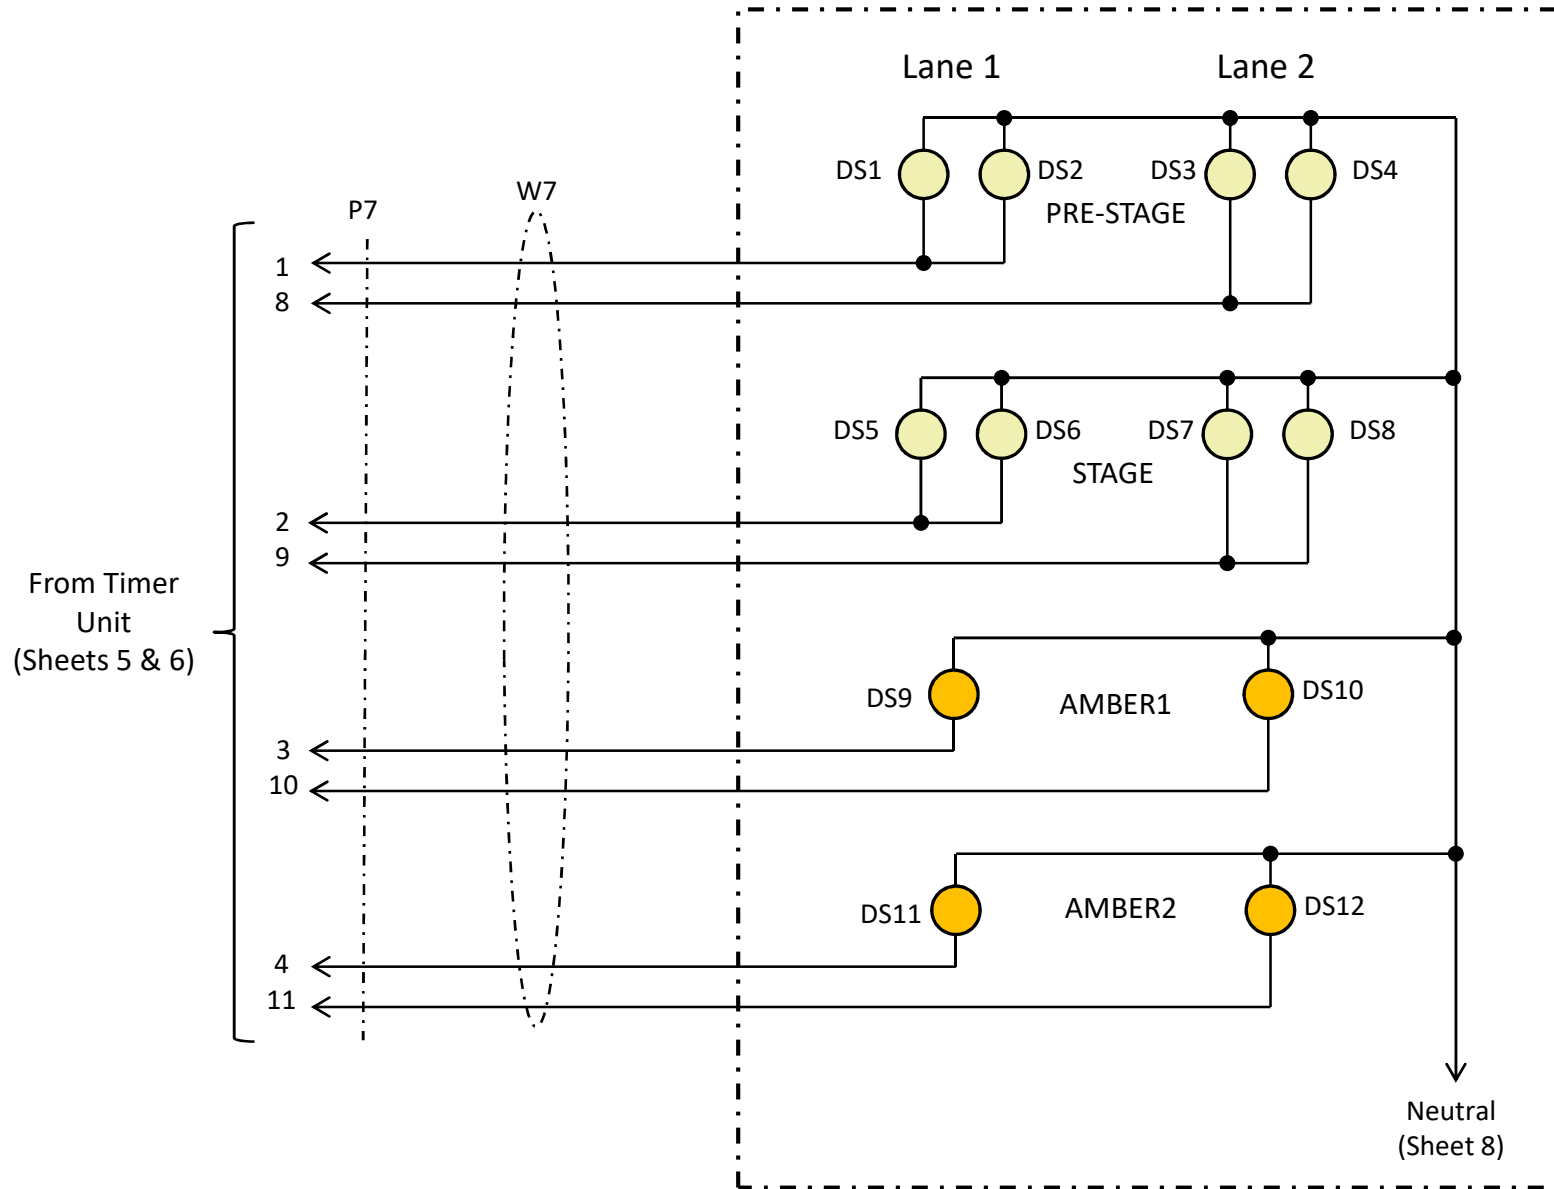 Lane 1
Lane 2
DS1
DS2
DS3
DS4
PRE-STAGE
P7
W7
1
8
DS5
DS6
DS7
DS8
STAGE
2
9
From Timer
Unit
(Sheets 5 & 6)
DS9
AMBER1
DS10
3
10
DS11
AMBER2
DS12
4
11
Neutral
(Sheet 8)